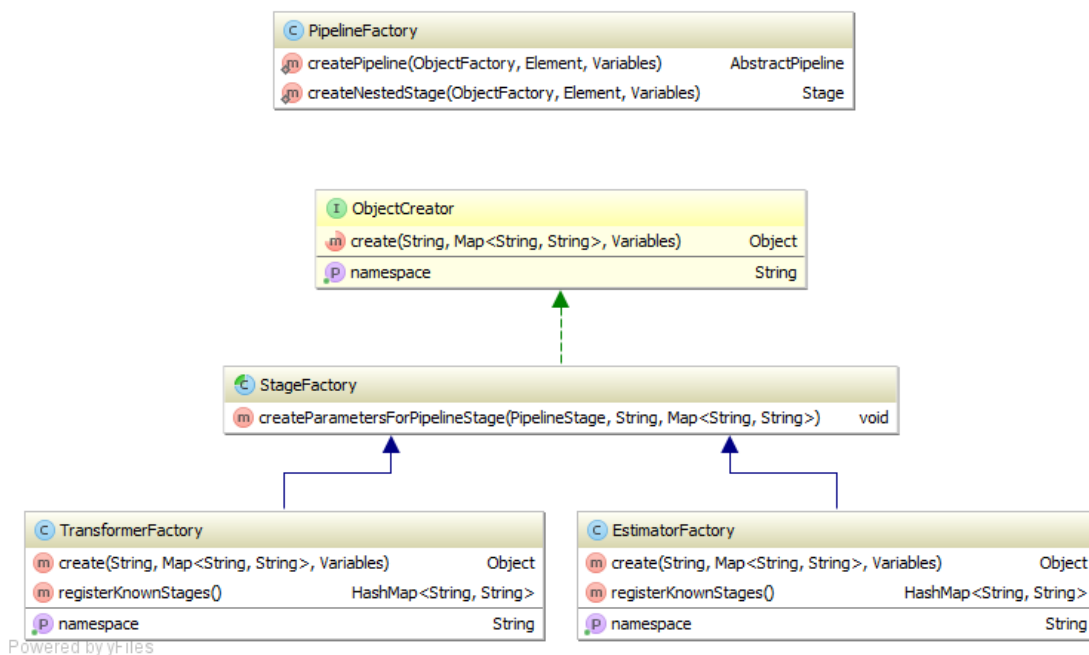 PipelineFactory
createPipeline(ObjectFactory, Element, Variables) AbstractPipeline
createNestedStage(ObjectFactory, Element, Variables) Stage
ObjectCreator
create(String, Map<String, String>, Variables) Object
namespace String
StageFactory
createParametersForPipelineStage(PipelineStage, String, Map<String, String>) void
TransformerFactory
create(String, Map<String, String>, Variables) Object
registerKnownStages() HashMap<String, String>
namespace String
EstimatorFactory
create(String, Map<String, String>, Variables) Object
registerKnownStages() HashMap<String, String>
namespace String
Powered by yFiles